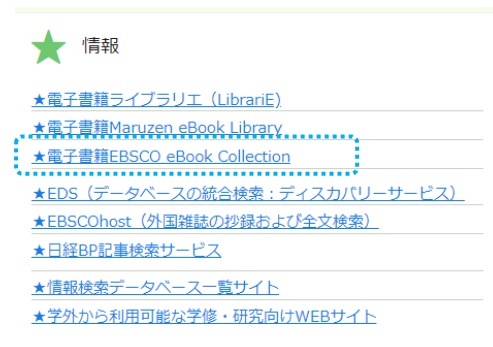 情報
★電子書籍ライブラリエ（LibrariE)
★電子書籍Maruzen eBook Library
★電子書籍EBSCO eBook Collection
★EDS（データベースの統合検索：ディスカバリーサービス）
★EBSCOhost（外国雑誌の抄録および全文検索）
★日経BP記事検索サービス
★情報検索データベース一覧サイト
★学外から利用可能な学修・研究向けWEBサイト